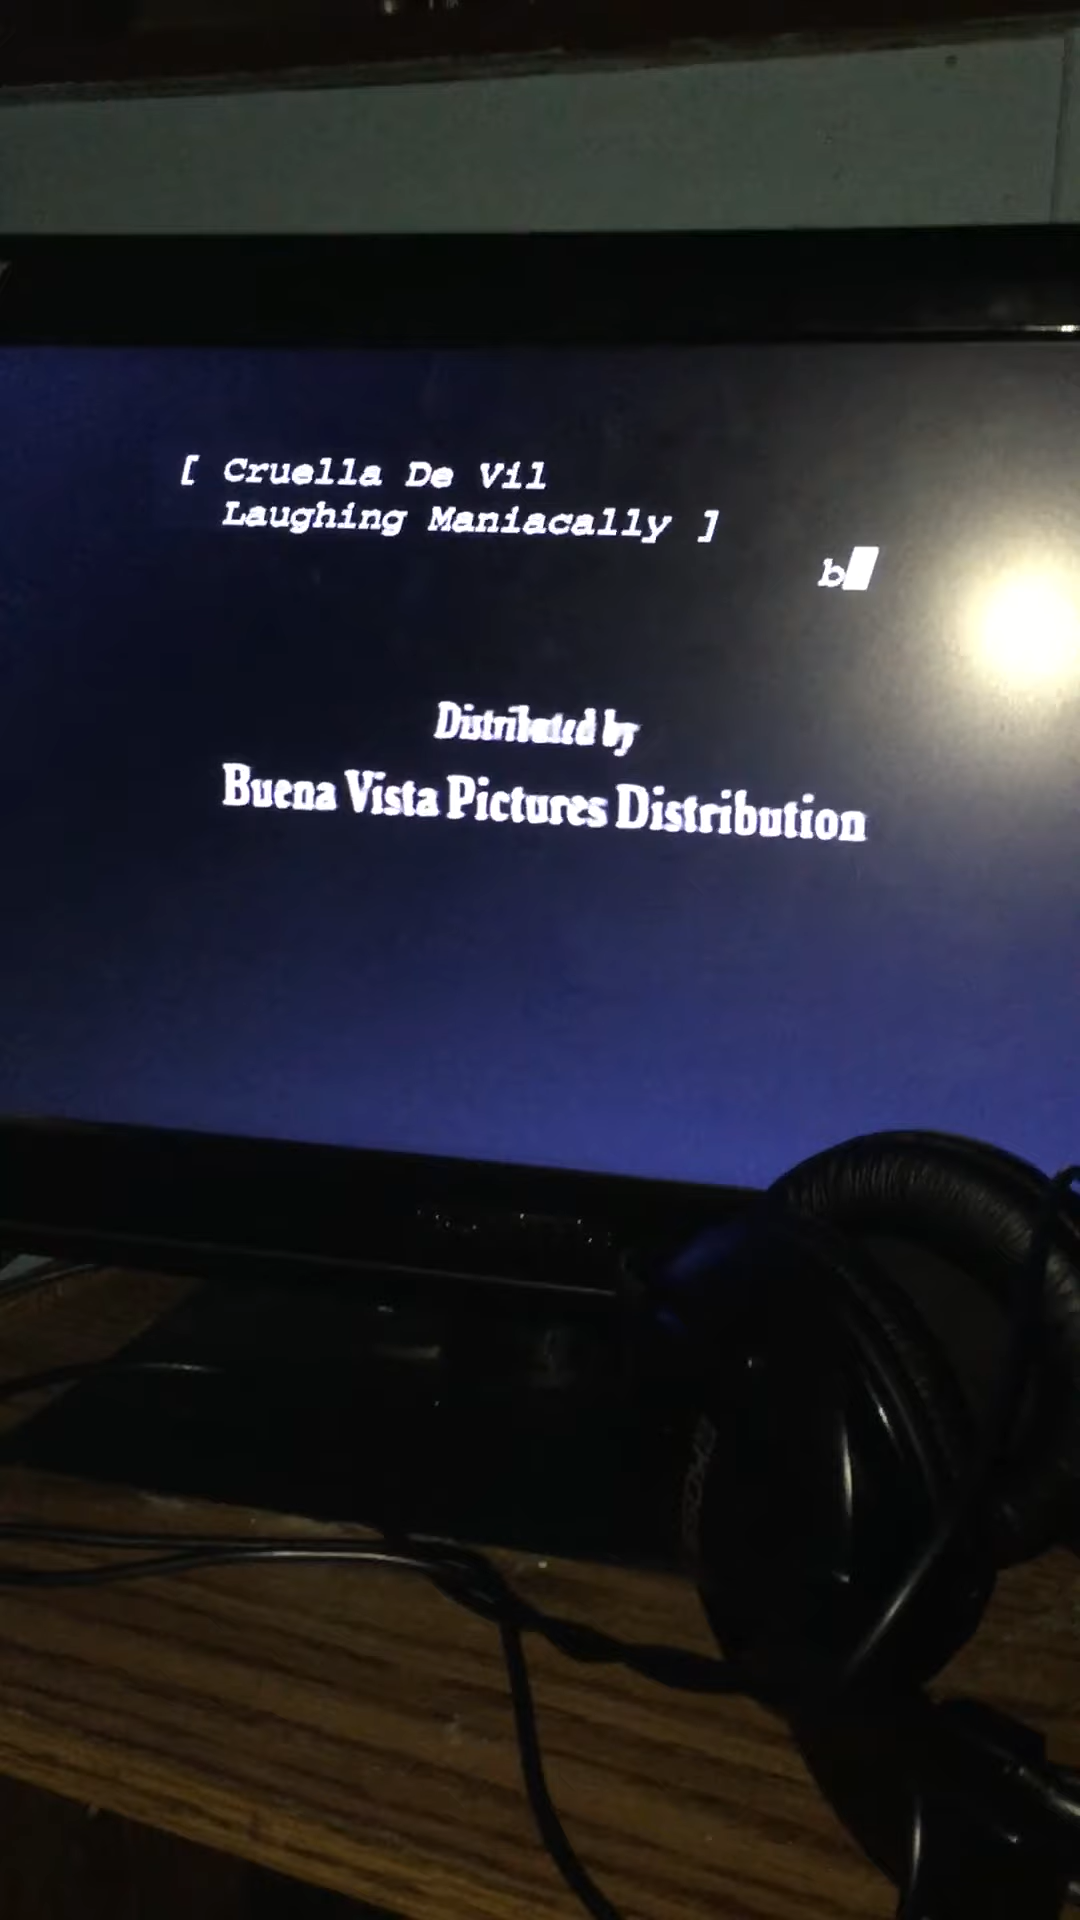 [ Cruella De Vil
Laughing Maniacally ]
b
Distributed by
Buena Vista Pictures Distribution